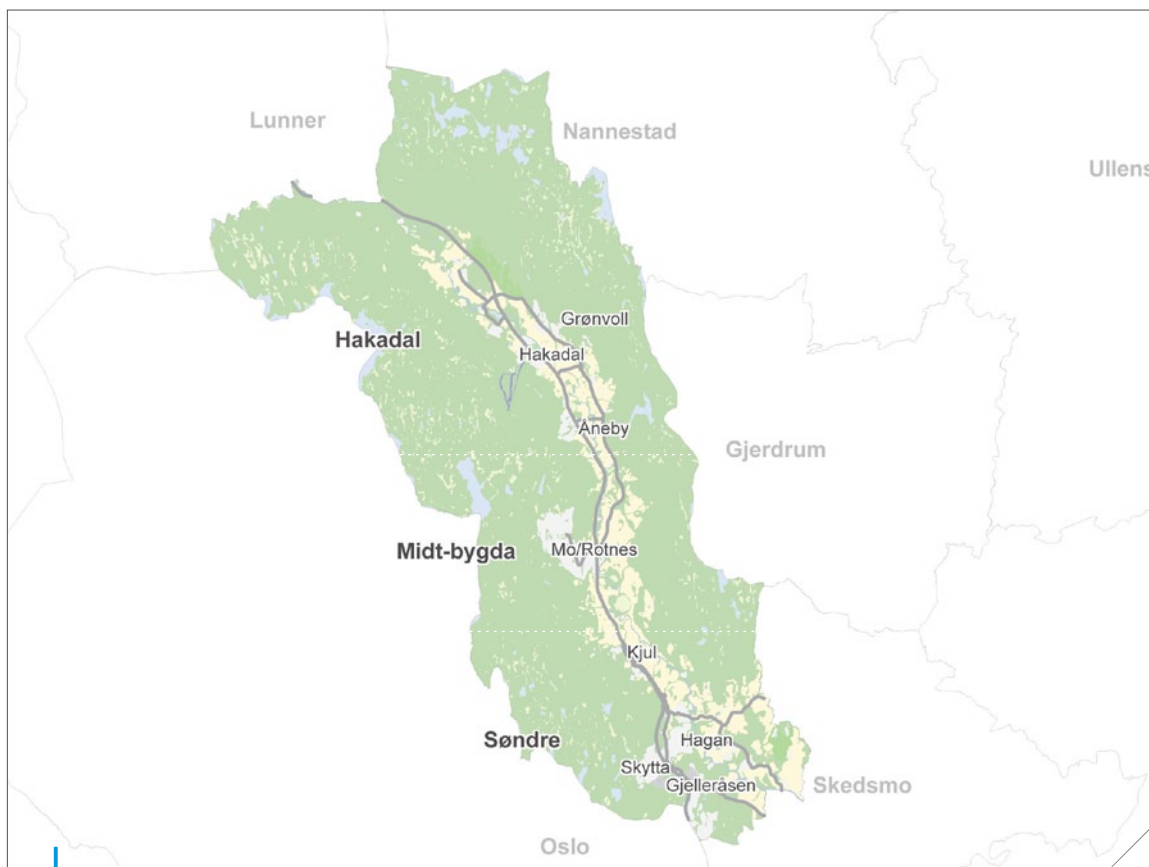 Lunner
Nannestad
Ullens
Grønvoll
Hakadal
Hakadal
Åneby
Gjerdrum
Midt-bygda
Mo/Rotnes
Kjul
Søndre
Hagan
Skytta
Gjelleråsen
Skedsmo
Oslo